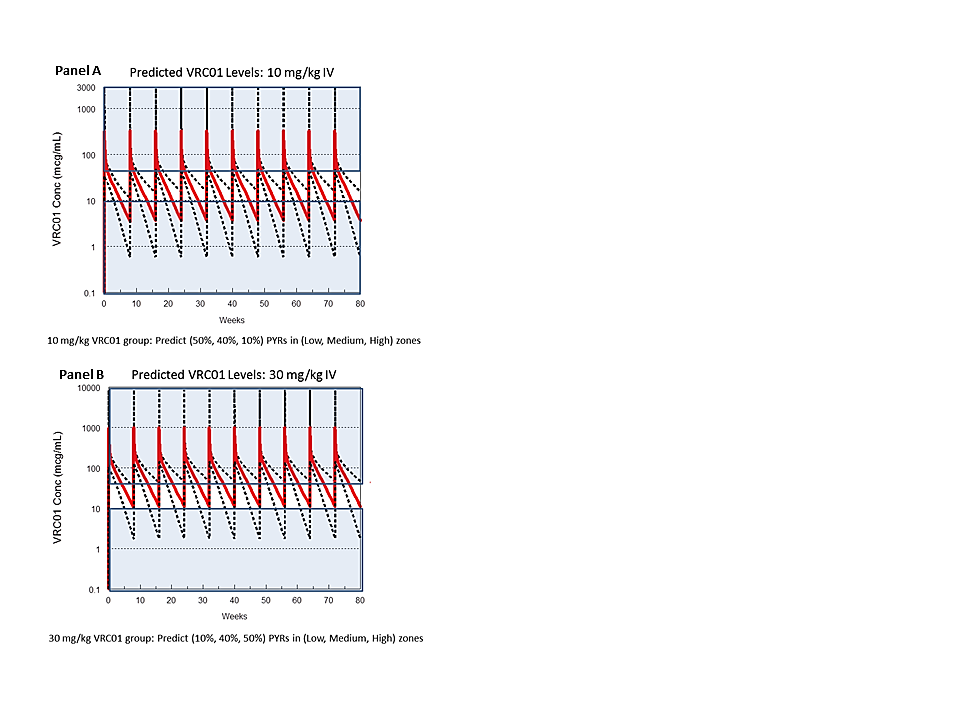 Panel A
Predicted VRC01 Levels: 10 mg/kg IV
3000
1000
100
10
1
0.1
VRC01 Conc (mcg/mL)
0 10 20 30 40 50 60 70 80
Weeks
10 mg/kg VRC01 group: Predict (50%, 40%, 10%) PYRs in (Low, Medium, High) zones
Panel B
Predicted VRC01 Levels: 30 mg/kg IV
10000
1000
100
10
1
0.1
VRC01 Conc (mcg/mL)
0 10 20 30 40 50 60 70 80
Weeks
30 mg/kg VRC01 group: Predict (10%, 40%, 50%) PYRs in (Low, Medium, High) zones